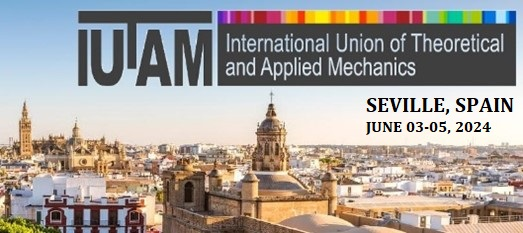 IUTAM
International Union of Theoretical
and Applied Mechanics
SEVILLE, SPAIN
JUNE 03-05, 2024